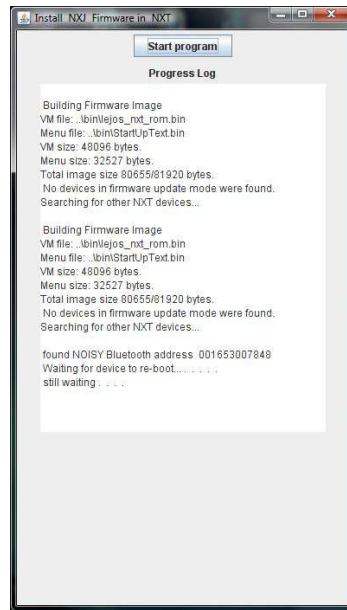 Install NXJ Firmware in NXT
Start program
Progress Log
Building Firmware Image
VM file: ..\bin\lejos_nxt_rom.bin
Menu file: ..\bin\StartUpText.bin
VM size: 48096 bytes.
Menu size: 32527 bytes.
Total image size 80655/81920 bytes.
No devices in firmware update mode were found.
Searching for other NXT devices...
Building Firmware Image
VM file: ..\bin\lejos_nxt_rom.bin
Menu file: ..\bin\StartUpText.bin
VM size: 48096 bytes.
Menu size: 32527 bytes.
Total image size 80655/81920 bytes.
No devices in firmware update mode were found.
Searching for other NXT devices...
found NOISY Bluetooth address 001653007848
Waiting for device to re-boot... . . . . .
still waiting . . . .